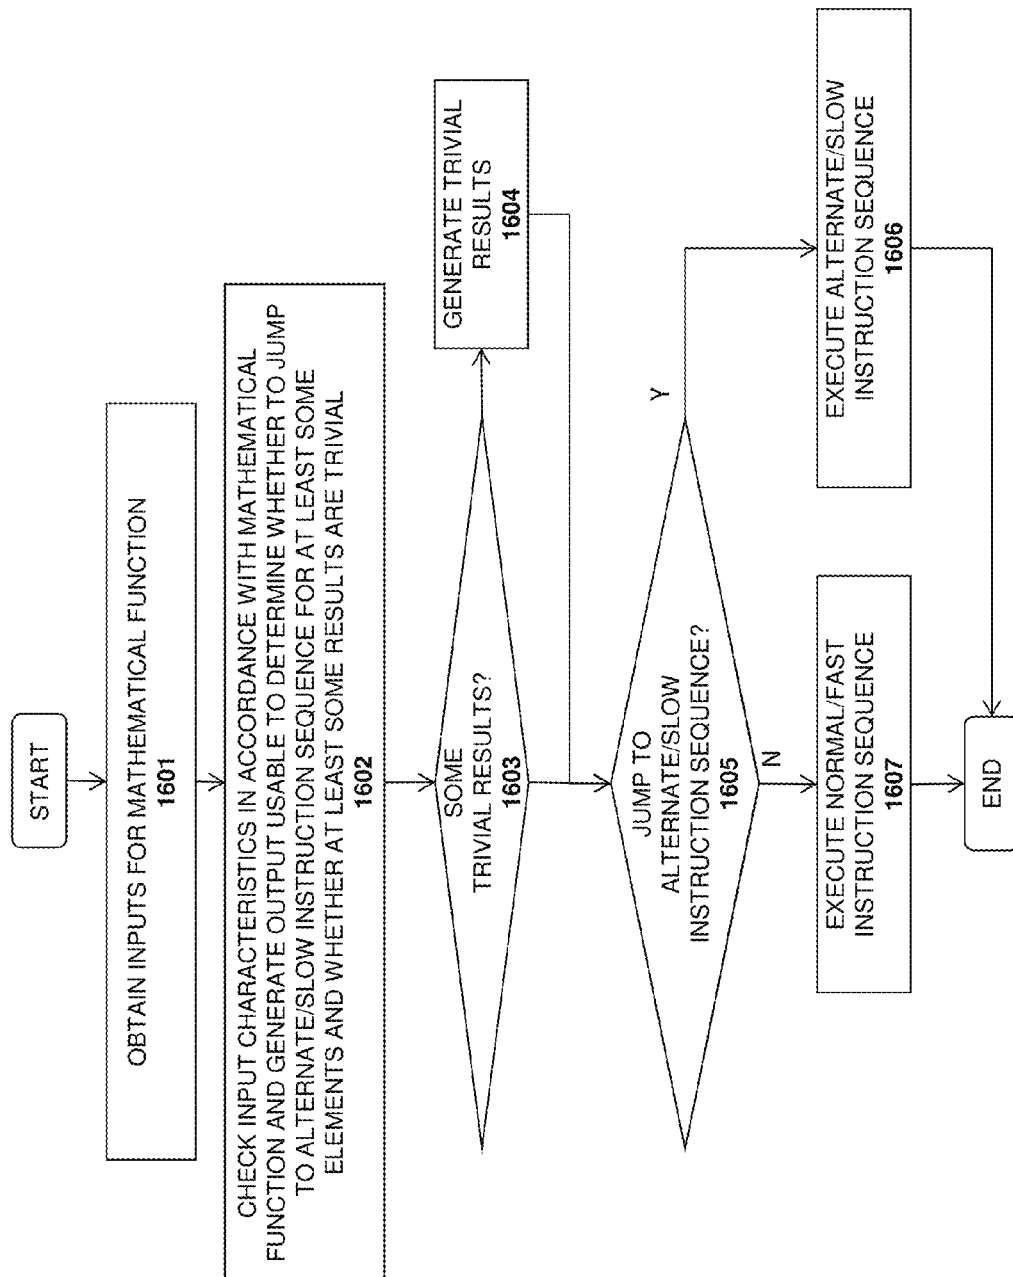 START
OBTAIN INPUTS FOR MATHEMATICAL FUNCTION
1601
CHECK INPUT CHARACTERISTICS IN ACCORDANCE WITH MATHEMATICAL
FUNCTION AND GENERATE OUTPUT USABLE TO DETERMINE WHETHER TO JUMP
TO ALTERNATE/SLOW INSTRUCTION SEQUENCE FOR AT LEAST SOME
ELEMENTS AND WHETHER AT LEAST SOME RESULTS ARE TRIVIAL
1602
SOME
TRIVIAL RESULTS?
1603
GENERATE TRIVIAL
RESULTS
1604
JUMP TO
ALTERNATE/SLOW
INSTRUCTION SEQUENCE?
1605
Y
N
EXECUTE NORMAL/FAST
INSTRUCTION SEQUENCE
1607
EXECUTE ALTERNATE/SLOW
INSTRUCTION SEQUENCE
1606
END